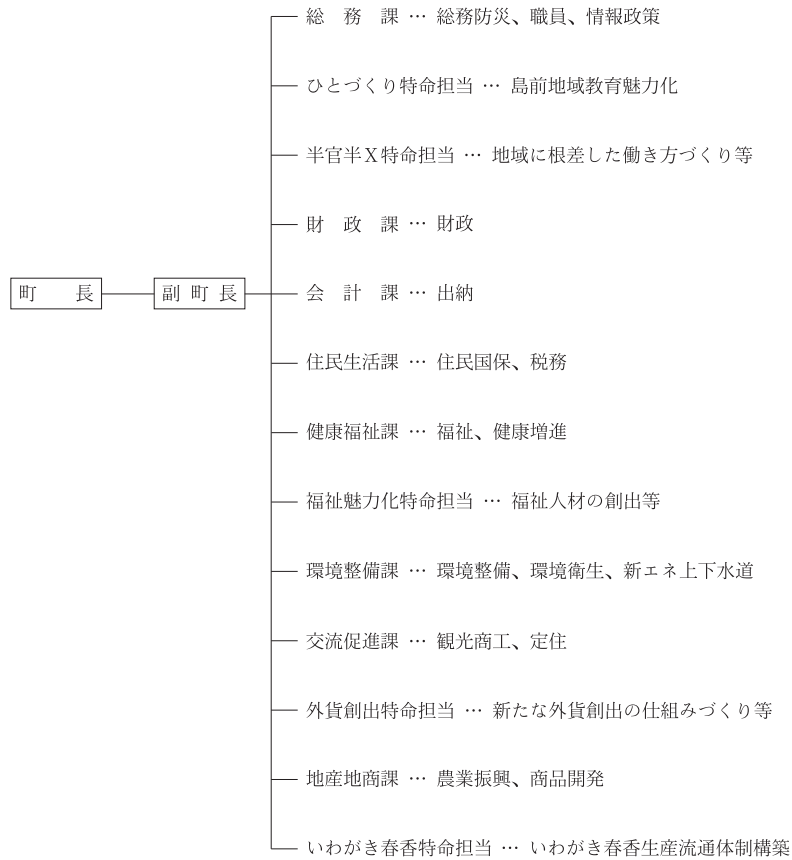 総　務　課 … 総務防災、職員、情報政策
ひとづくり特命担当 … 島前地域教育魅力化
半官半Ｘ特命担当 … 地域に根差した働き方づくり等
財　政　課 … 財政
町　　長
副 町 長
会　計　課 … 出納
住民生活課 … 住民国保、税務
健康福祉課 … 福祉、健康増進
福祉魅力化特命担当 … 福祉人材の創出等
環境整備課 … 環境整備、環境衛生、新エネ上下水道
交流促進課 … 観光商工、定住
外貨創出特命担当 … 新たな外貨創出の仕組みづくり等
地産地商課 … 農業振興、商品開発
いわがき春香特命担当 … いわがき春香生産流通体制構築